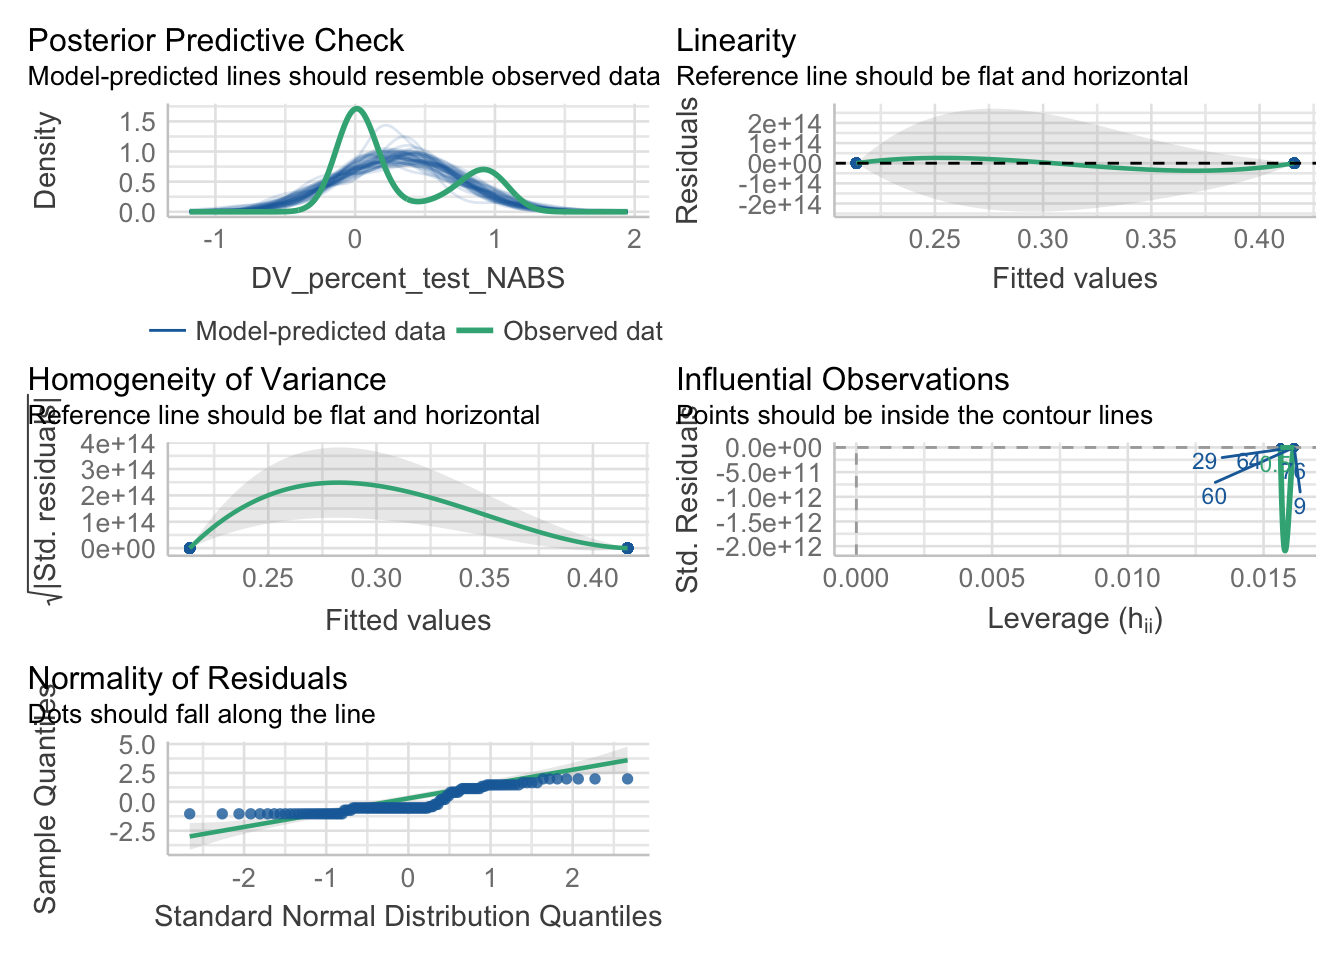 Posterior Predictive Check
Model-predicted lines should resemble observed data
Density
1.5
1.0
0.5
0.0
-1 0 1 2
DV_percent_test_NABS
Model-predicted data Observed dat
Linearity
Reference line should be flat and horizontal
Residuals
2e+14
1e+14
0e+00
-1e+14
-2e+14
0.25 0.30 0.35 0.40
Fitted values
Homogeneity of Variance
Reference line should be flat and horizontal
√|Std. residuals|
4e+14
3e+14
2e+14
1e+14
0e+00
0.25 0.30 0.35 0.40
Fitted values
Influential Observations
Points should be inside the contour lines
Std. Residuals
0.0e+00
-5.0e+11
-1.0e+12
-1.5e+12
-2.0e+12
29 64 76
60 9
0.000 0.005 0.010 0.015
Leverage (hii)
Normality of Residuals
Dots should fall along the line
Sample Quantiles
5.0
2.5
0.0
-2.5
-2 -1 0 1 2
Standard Normal Distribution Quantiles